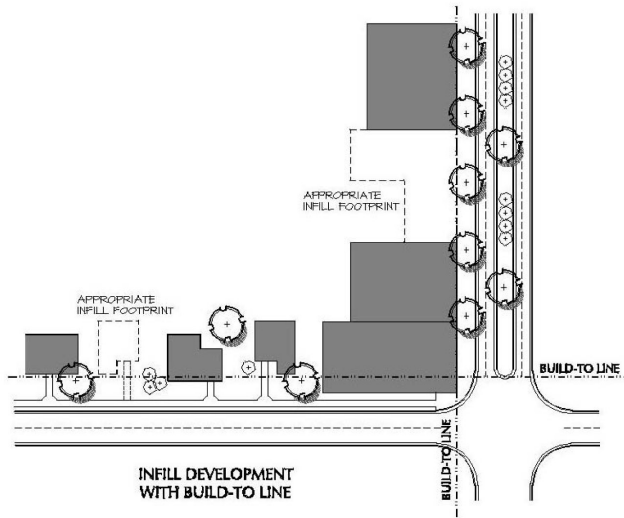 APPROPRIATE
INFILL FOOTPRINT
APPROPRIATE
INFILL FOOTPRINT
BUILD-TO LINE
BUILD-TO LINE
INFILL DEVELOPMENT
WITH BUILD-TO LINE